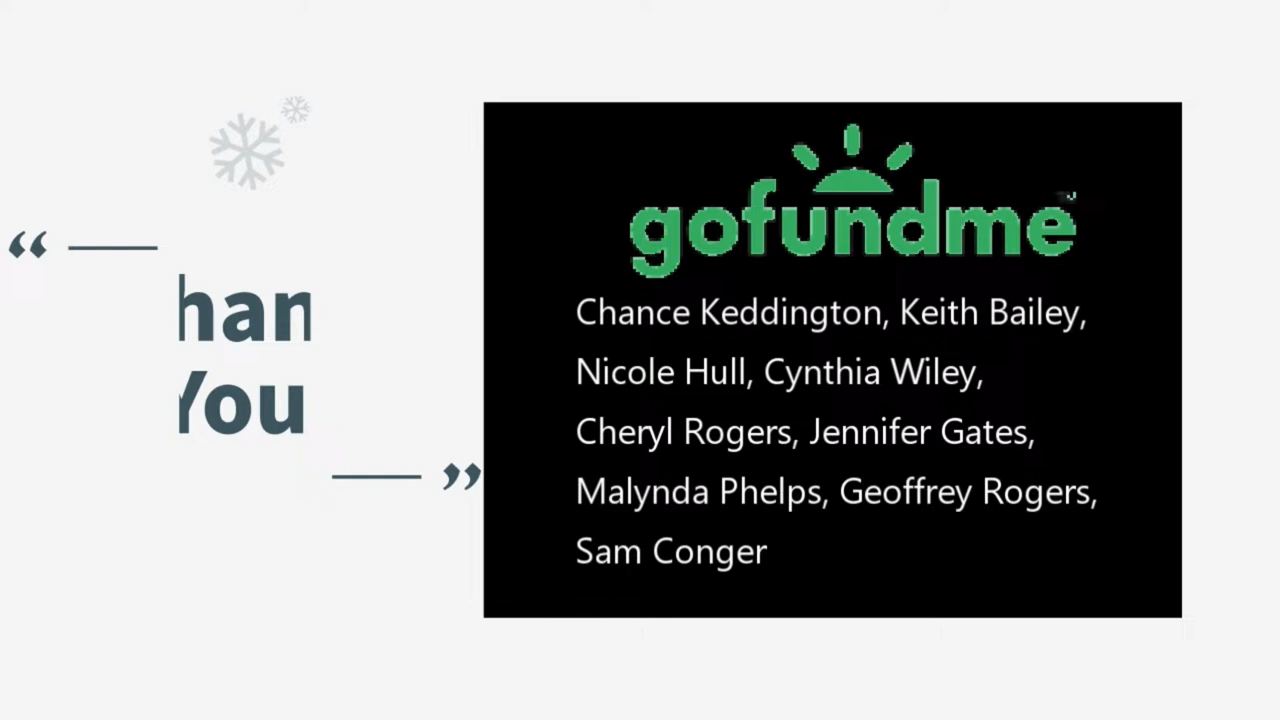 “
han
You
”
gofundme
Chance Keddington, Keith Bailey,
Nicole Hull, Cynthia Wiley,
Cheryl Rogers, Jennifer Gates,
Malynda Phelps, Geoffrey Rogers,
Sam Conger